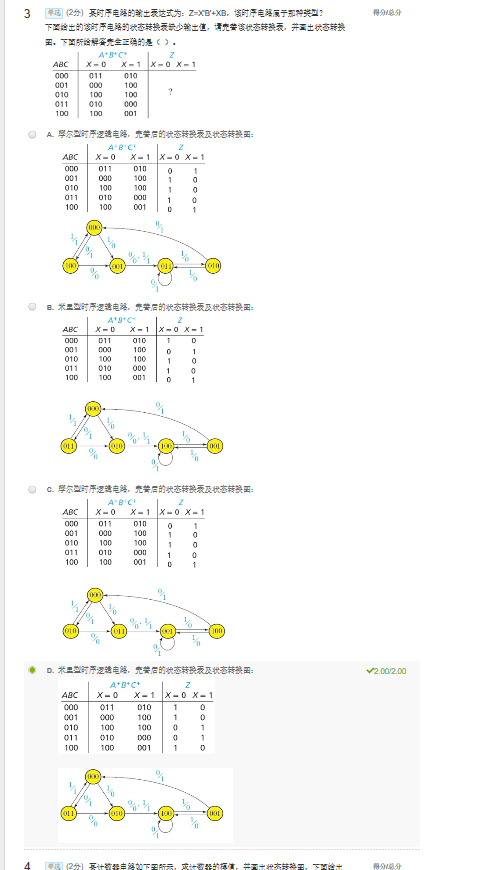 3 单选 (2分) 某时序电路的输出表达式为：Z=X'B'+XB，该时序电路属于那种类型？ 得分/总分
下面给出的该时序电路的状态转换表缺少输出值，请完善该状态转换表，并画出状态转换
图。下面所给解答完全正确的是（ ）。
A⁺B⁺C⁺ Z
ABC X = 0 X = 1 X = 0 X = 1
000 011 010
001 000 100
010 100 100 ?
011 010 000
100 100 001
A. 摩尔型时序逻辑电路，完善后的状态转换表及状态转换图：
A⁺B⁺C⁺ Z
ABC X = 0 X = 1 X = 0 X = 1
000 011 010 0 1
001 000 100 1 0
010 100 100 1 0
011 010 000 1 0
100 100 001 0 1
000 0/1
1/1 0/1 1/0
100 001 0/0, 1/1 011 1/0 010
0/0 0/1 1/0
B. 米里型时序逻辑电路，完善后的状态转换表及状态转换图：
A⁺B⁺C⁺ Z
ABC X = 0 X = 1 X = 0 X = 1
000 011 010 1 0
001 000 100 0 1
010 100 100 1 0
011 010 000 1 0
100 100 001 0 1
000 0/1
1/1 0/1 1/0
011 010 0/0, 1/1 100 1/0 001
0/0 0/1 1/0
C. 摩尔型时序逻辑电路，完善后的状态转换表及状态转换图：
A⁺B⁺C⁺ Z
ABC X = 0 X = 1 X = 0 X = 1
000 011 010 0 1
001 000 100 1 0
010 100 100 1 0
011 010 000 1 0
100 100 001 0 1
000 0/1
1/1 0/1 1/0
010 011 0/0, 1/1 001 1/0 100
0/0 0/1 1/0
D. 米里型时序逻辑电路，完善后的状态转换表及状态转换图： 2.00/2.00
A⁺B⁺C⁺ Z
ABC X = 0 X = 1 X = 0 X = 1
000 011 010 1 0
001 000 100 1 0
010 100 100 0 1
011 010 000 0 1
100 100 001 1 0
000 0/1
1/1 0/1 1/0
011 010 0/0, 1/1 100 1/0 001
0/0 0/1 1/0
4 单选 (2分) 某计数器电路如下图所示，求计数器的模值，并画出状态转换图。下面给出 得分/总分